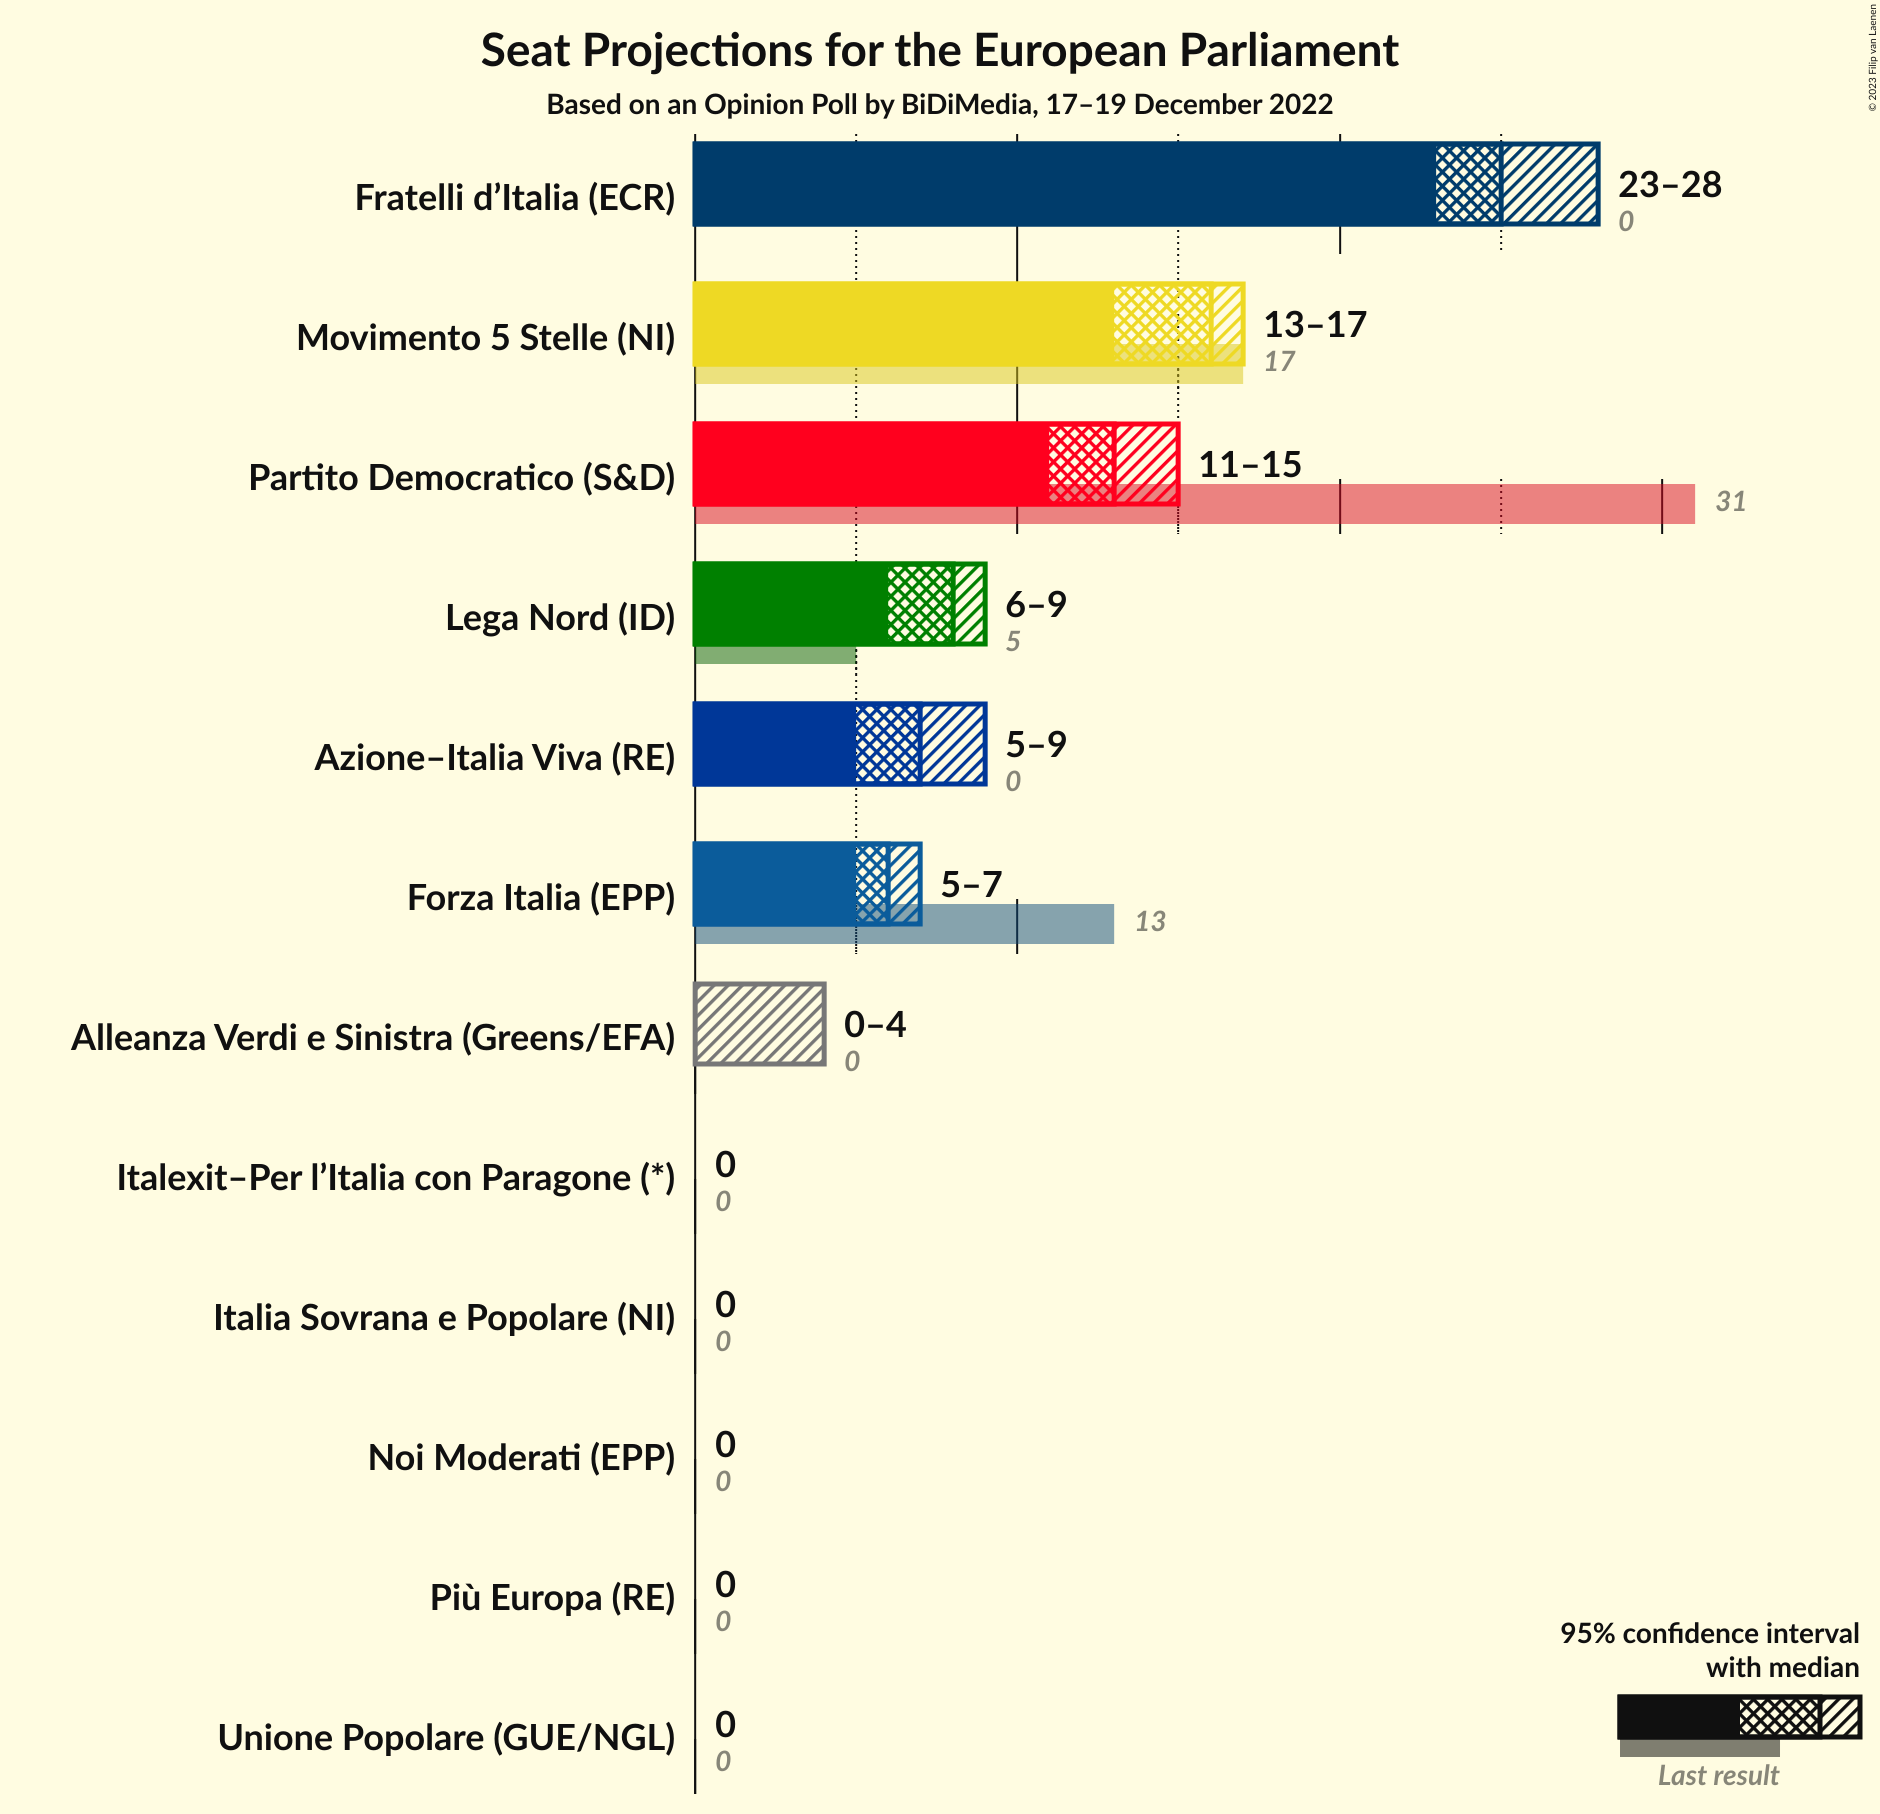 Seat Projections for the European Parliament
Based on an Opinion Poll by BiDiMedia, 17–19 December 2022
© 2023 Filip van Laenen
Fratelli d’Italia (ECR)
23–28
0
Movimento 5 Stelle (NI)
13–17
17
Partito Democratico (S&D)
11–15
31
Lega Nord (ID)
6–9
5
Azione–Italia Viva (RE)
5–9
0
Forza Italia (EPP)
5–7
13
Alleanza Verdi e Sinistra (Greens/EFA)
0–4
0
Italexit–Per l’Italia con Paragone (*)
0
0
Italia Sovrana e Popolare (NI)
0
0
Noi Moderati (EPP)
0
0
Più Europa (RE)
0
0
Unione Popolare (GUE/NGL)
0
0
95% confidence interval
with median
Last result